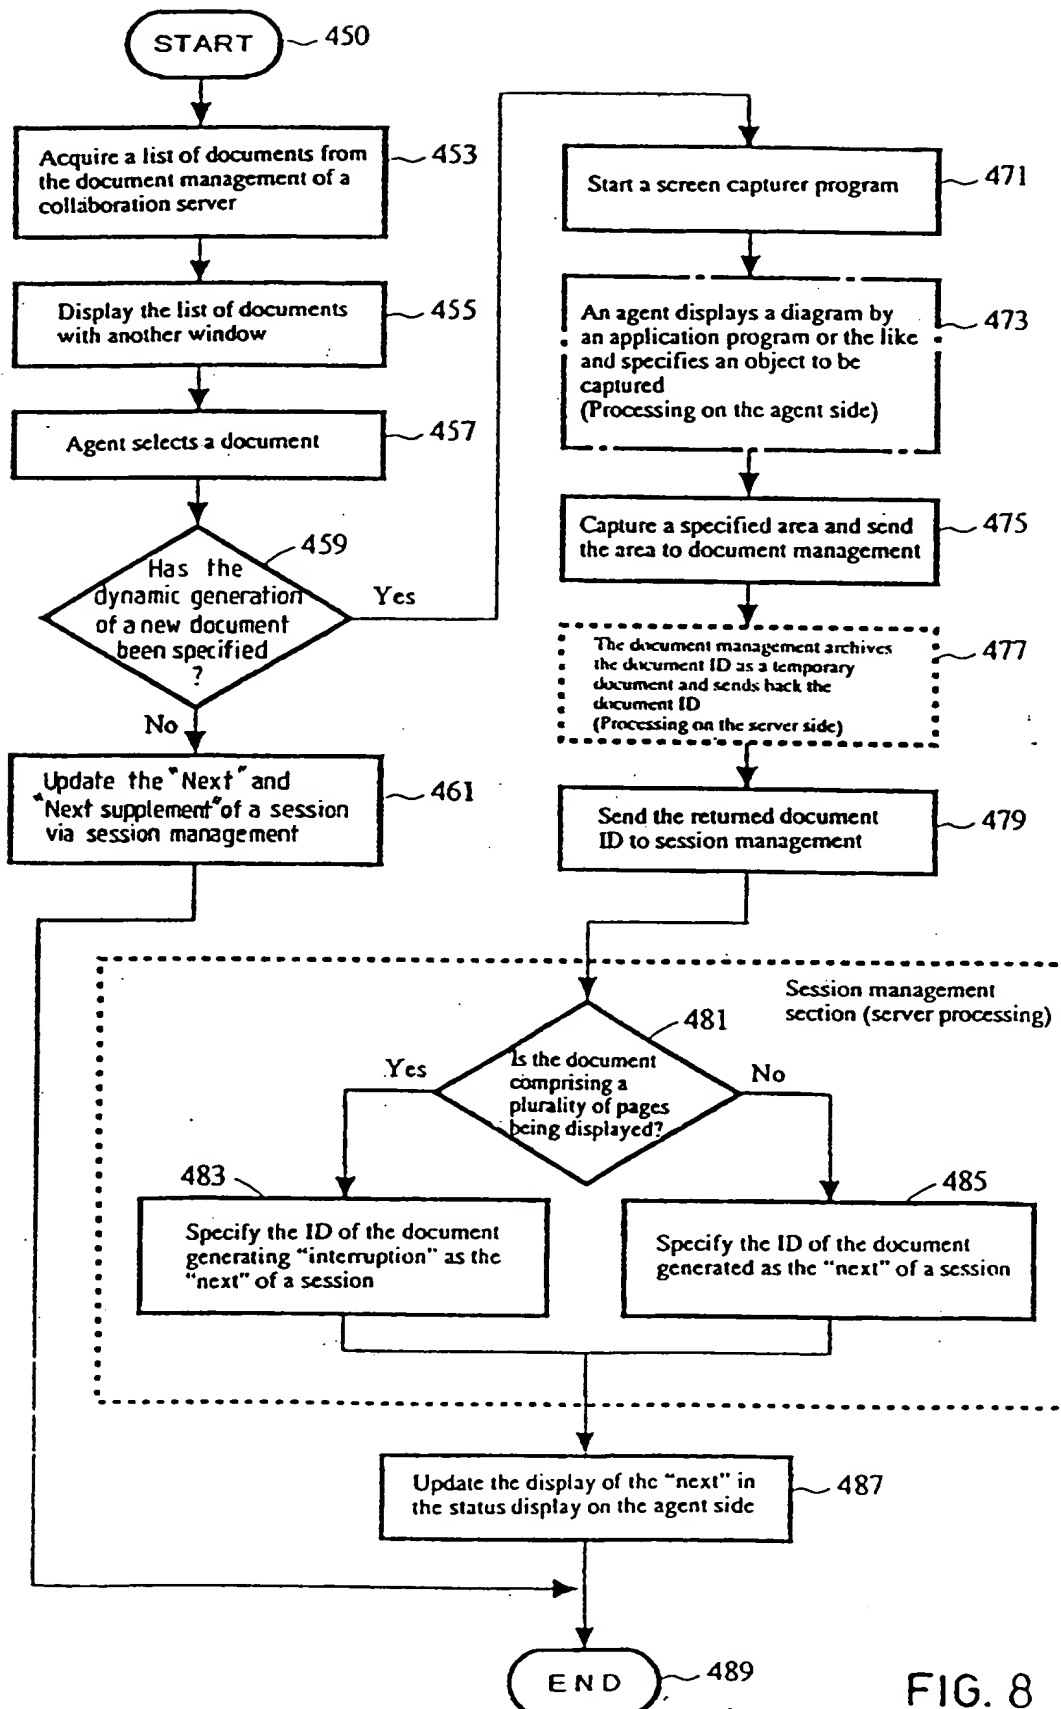 START
450
Acquire a list of documents from
the document management of a
collaboration server
453
Display the list of documents
with another window
455
Agent selects a document
457
459
Has the
dynamic generation
of a new document
been specified
?
Yes
No
Update the "Next" and
"Next supplement" of a session
via session management
461
Start a screen capturer program
471
An agent displays a diagram by
an application program or the like
and specifies an object to be
captured
(Processing on the agent side)
473
Capture a specified area and send
the area to document management
475
The document management archives
the document ID as a temporary
document and sends back the
document ID
(Processing on the server side)
477
Send the returned document
ID to session management
479
Session management
section (server processing)
481
Is the document
comprising a
plurality of pages
being displayed?
Yes
No
483
Specify the ID of the document
generating "interruption" as the
"next" of a session
485
Specify the ID of the document
generated as the "next" of a session
Update the display of the "next" in
the status display on the agent side
487
END
489
FIG. 8